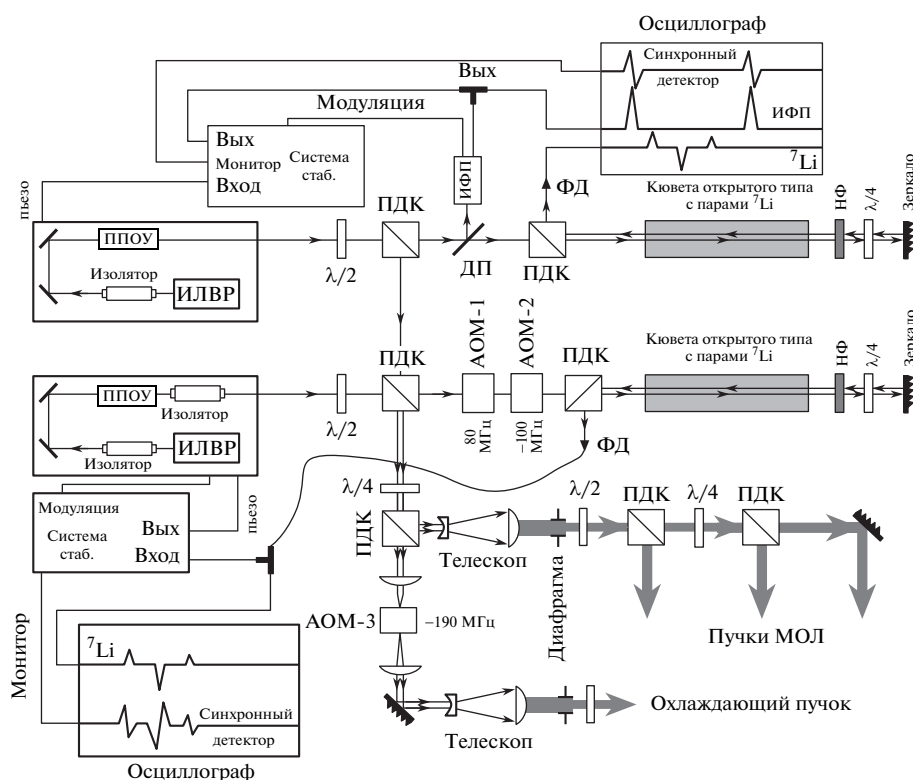 Осциллограф
Синхронный
детектор
ИФП
⁷Li
Вых
Модуляция
Вых
Монитор
Вход
Система
стаб.
ИФП
ФД
Кювета открытого типа
с парами ⁷Li
НФ
λ/4
Зеркало
пьезо
ППОУ
Изолятор
ИЛВР
λ/2
ПДК
ДП
ПДК
АОМ-1
АОМ-2
ПДК
ПДК
Кювета открытого типа
с парами ⁷Li
НФ
λ/4
Зеркало
ППОУ
Изолятор
Изолятор
ИЛВР
λ/2
80
МГц
−100
МГц
ФД
Модуляция
Система
стаб.
Вых
Вход
пьезо
λ/4
ПДК
Телескоп
Диафрагма
λ/2
ПДК
λ/4
ПДК
Пучки МОЛ
АОМ-3
−190 МГц
Монитор
⁷Li
Синхронный
детектор
Осциллограф
Телескоп
Охлаждающий пучок